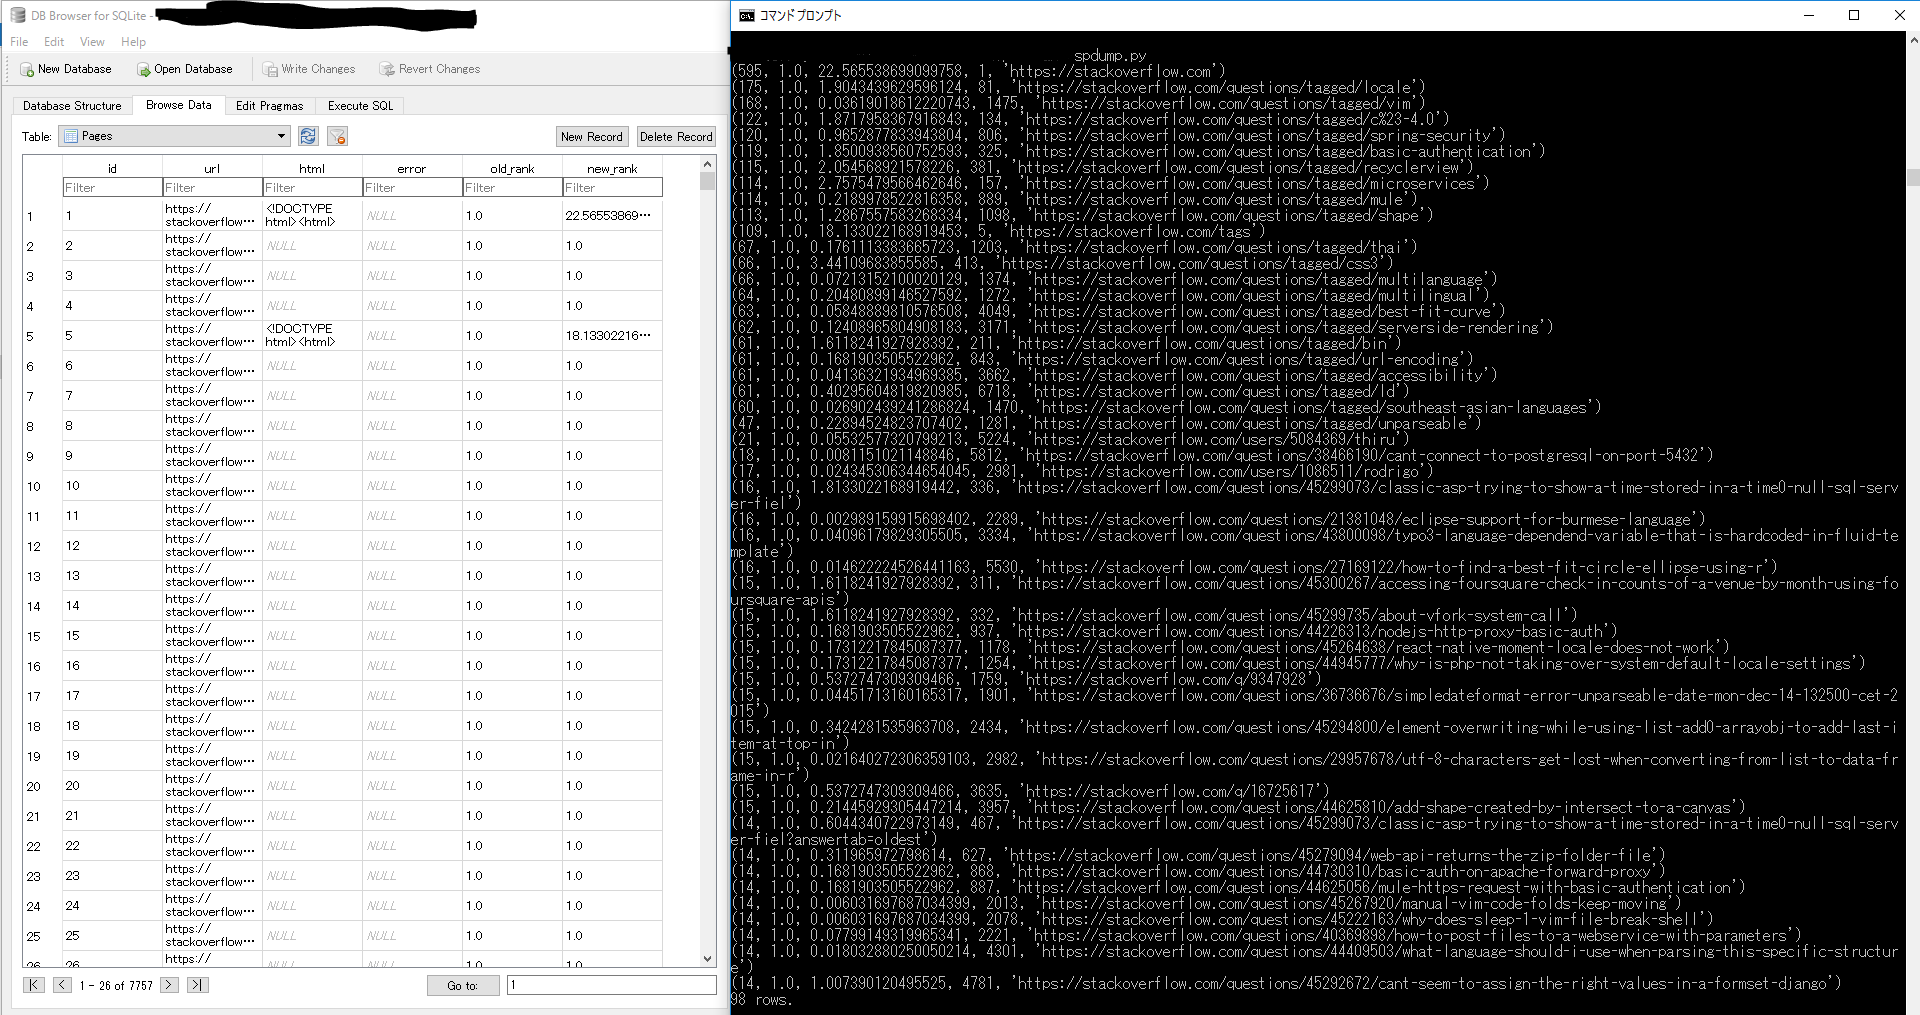 DB Browser for SQLite -
File Edit View Help
New Database Open Database Write Changes Revert Changes
Database Structure Browse Data Edit Pragmas Execute SQL
Table: Pages New Record Delete Record
id url html error old_rank new_rank
Filter Filter Filter Filter Filter Filter
1 1 https://stackoverflow… <!DOCTYPE html><html> NULL 1.0 22.56553869…
2 2 https://stackoverflow… NULL NULL 1.0 1.0
3 3 https://stackoverflow… NULL NULL 1.0 1.0
4 4 https://stackoverflow… NULL NULL 1.0 1.0
5 5 https://stackoverflow… <!DOCTYPE html><html> NULL 1.0 18.13302216…
6 6 https://stackoverflow… NULL NULL 1.0 1.0
7 7 https://stackoverflow… NULL NULL 1.0 1.0
8 8 https://stackoverflow… NULL NULL 1.0 1.0
9 9 https://stackoverflow… NULL NULL 1.0 1.0
10 10 https://stackoverflow… NULL NULL 1.0 1.0
11 11 https://stackoverflow… NULL NULL 1.0 1.0
12 12 https://stackoverflow… NULL NULL 1.0 1.0
13 13 https://stackoverflow… NULL NULL 1.0 1.0
14 14 https://stackoverflow… NULL NULL 1.0 1.0
15 15 https://stackoverflow… NULL NULL 1.0 1.0
16 16 https://stackoverflow… NULL NULL 1.0 1.0
17 17 https://stackoverflow… NULL NULL 1.0 1.0
18 18 https://stackoverflow… NULL NULL 1.0 1.0
19 19 https://stackoverflow… NULL NULL 1.0 1.0
20 20 https://stackoverflow… NULL NULL 1.0 1.0
21 21 https://stackoverflow… NULL NULL 1.0 1.0
22 22 https://stackoverflow… NULL NULL 1.0 1.0
23 23 https://stackoverflow… NULL NULL 1.0 1.0
24 24 https://stackoverflow… NULL NULL 1.0 1.0
25 25 https://stackoverflow… NULL NULL 1.0 1.0
26 26 https:// NULL NULL 1.0 1.0
1 - 26 of 7757 Go to: 1
コマンド プロンプト
spdump.py
(595, 1.0, 22.565538699099758, 1, 'https://stackoverflow.com')
(175, 1.0, 1.9043439629596124, 81, 'https://stackoverflow.com/questions/tagged/locale')
(168, 1.0, 0.03619018612220743, 1475, 'https://stackoverflow.com/questions/tagged/vim')
(122, 1.0, 1.8717958367916843, 134, 'https://stackoverflow.com/questions/tagged/c%23-4.0')
(120, 1.0, 0.9652877833943804, 806, 'https://stackoverflow.com/questions/tagged/spring-security')
(119, 1.0, 1.8500938560752593, 325, 'https://stackoverflow.com/questions/tagged/basic-authentication')
(115, 1.0, 2.054568921578226, 381, 'https://stackoverflow.com/questions/tagged/recyclerview')
(114, 1.0, 2.7575479566462646, 157, 'https://stackoverflow.com/questions/tagged/microservices')
(114, 1.0, 0.2189978522816358, 889, 'https://stackoverflow.com/questions/tagged/mule')
(113, 1.0, 1.2867557583268334, 1098, 'https://stackoverflow.com/questions/tagged/shape')
(109, 1.0, 18.133022168919453, 5, 'https://stackoverflow.com/tags')
(67, 1.0, 0.1761113383665723, 1203, 'https://stackoverflow.com/questions/tagged/thai')
(66, 1.0, 3.44109683855585, 413, 'https://stackoverflow.com/questions/tagged/css3')
(66, 1.0, 0.07213152100020129, 1374, 'https://stackoverflow.com/questions/tagged/multilanguage')
(64, 1.0, 0.20480899146527592, 1272, 'https://stackoverflow.com/questions/tagged/multilingual')
(63, 1.0, 0.05848889810576508, 4049, 'https://stackoverflow.com/questions/tagged/best-fit-curve')
(62, 1.0, 0.12408965804908183, 3171, 'https://stackoverflow.com/questions/tagged/serverside-rendering')
(61, 1.0, 1.6118241927928392, 211, 'https://stackoverflow.com/questions/tagged/bin')
(61, 1.0, 0.1681903505522962, 843, 'https://stackoverflow.com/questions/tagged/url-encoding')
(61, 1.0, 0.04136321934969385, 3662, 'https://stackoverflow.com/questions/tagged/accessibility')
(61, 1.0, 0.40295604819820985, 6718, 'https://stackoverflow.com/questions/tagged/ld')
(60, 1.0, 0.026902439241286824, 1470, 'https://stackoverflow.com/questions/tagged/southeast-asian-languages')
(47, 1.0, 0.22894524823707402, 1281, 'https://stackoverflow.com/questions/tagged/unparseable')
(21, 1.0, 0.05532577320799213, 5224, 'https://stackoverflow.com/users/5084369/thiru')
(18, 1.0, 0.0081151021148846, 5812, 'https://stackoverflow.com/questions/38466190/cant-connect-to-postgresql-on-port-5432')
(17, 1.0, 0.024345306344654045, 2981, 'https://stackoverflow.com/users/1086511/rodrigo')
(16, 1.0, 1.8133022168919442, 336, 'https://stackoverflow.com/questions/45299073/classic-asp-trying-to-show-a-time-stored-in-a-time0-null-sql-serv
er-fiel')
(16, 1.0, 0.002989159915698402, 2289, 'https://stackoverflow.com/questions/21381048/eclipse-support-for-burmese-language')
(16, 1.0, 0.04096179829305505, 3334, 'https://stackoverflow.com/questions/43800098/typo3-language-dependend-variable-that-is-hardcoded-in-fluid-te
mplate')
(16, 1.0, 0.014622224526441163, 5530, 'https://stackoverflow.com/questions/27169122/how-to-find-a-best-fit-circle-ellipse-using-r')
(15, 1.0, 1.6118241927928392, 311, 'https://stackoverflow.com/questions/45300267/accessing-foursquare-check-in-counts-of-a-venue-by-month-using-fo
ursquare-apis')
(15, 1.0, 1.6118241927928392, 332, 'https://stackoverflow.com/questions/45299735/about-vfork-system-call')
(15, 1.0, 0.1681903505522962, 937, 'https://stackoverflow.com/questions/44226313/nodejs-http-proxy-basic-auth')
(15, 1.0, 0.17312217845087377, 1178, 'https://stackoverflow.com/questions/45264638/react-native-moment-locale-does-not-work')
(15, 1.0, 0.17312217845087377, 1254, 'https://stackoverflow.com/questions/44945777/why-is-php-not-taking-over-system-default-locale-settings')
(15, 1.0, 0.5372747309309466, 1759, 'https://stackoverflow.com/q/9347928')
(15, 1.0, 0.04451713160165317, 1901, 'https://stackoverflow.com/questions/36736676/simpledateformat-error-unparseable-date-mon-dec-14-132500-cet-2
015')
(15, 1.0, 0.3424281535963708, 2434, 'https://stackoverflow.com/questions/45294800/element-overwriting-while-using-list-add0-arrayobj-to-add-last-i
tem-at-top-in')
(15, 1.0, 0.021640272306359103, 2982, 'https://stackoverflow.com/questions/29957678/utf-8-characters-get-lost-when-converting-from-list-to-data-fr
ame-in-r')
(15, 1.0, 0.5372747309309466, 3635, 'https://stackoverflow.com/q/16725617')
(15, 1.0, 0.21445929305447214, 3957, 'https://stackoverflow.com/questions/44625810/add-shape-created-by-intersect-to-a-canvas')
(14, 1.0, 0.6044340722973149, 467, 'https://stackoverflow.com/questions/45299073/classic-asp-trying-to-show-a-time-stored-in-a-time0-null-sql-serv
er-fiel?answertab=oldest')
(14, 1.0, 0.311965972798614, 627, 'https://stackoverflow.com/questions/45279094/web-api-returns-the-zip-folder-file')
(14, 1.0, 0.1681903505522962, 868, 'https://stackoverflow.com/questions/44730310/basic-auth-on-apache-forward-proxy')
(14, 1.0, 0.1681903505522962, 887, 'https://stackoverflow.com/questions/44625056/mule-https-request-with-basic-authentication')
(14, 1.0, 0.006031697687034399, 2013, 'https://stackoverflow.com/questions/45267920/manual-vim-code-folds-keep-moving')
(14, 1.0, 0.006031697687034399, 2078, 'https://stackoverflow.com/questions/45222163/why-does-sleep-1-vim-file-break-shell')
(14, 1.0, 0.07799149319965341, 2221, 'https://stackoverflow.com/questions/40369898/how-to-post-files-to-a-webservice-with-parameters')
(14, 1.0, 0.018032880250050214, 4301, 'https://stackoverflow.com/questions/44409503/what-language-should-i-use-when-parsing-this-specific-structur
e')
(14, 1.0, 1.007390120495525, 4781, 'https://stackoverflow.com/questions/45292672/cant-seem-to-assign-the-right-values-in-a-formset-django')
98 rows.